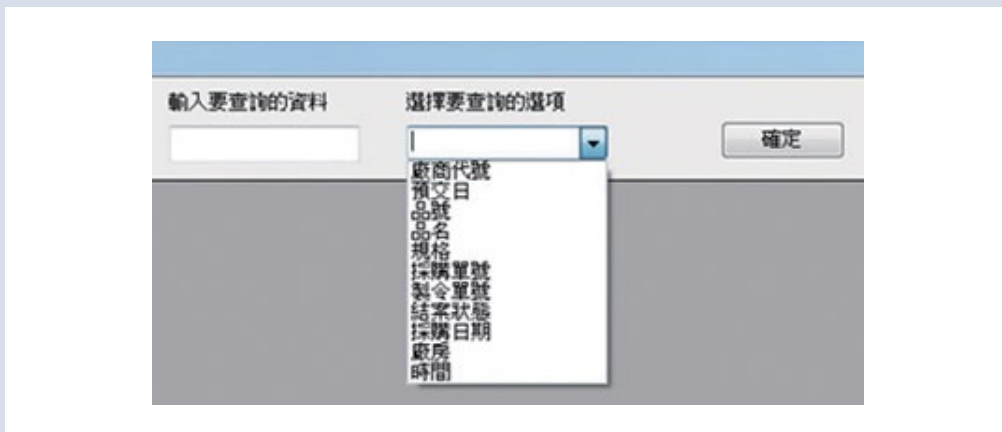 輸入要查詢的資料
選擇要查詢的選項
確定
廠商代號
預交日
品號
品名
規格
採購單號
製令單號
結案狀態
採購日期
廠房
時間